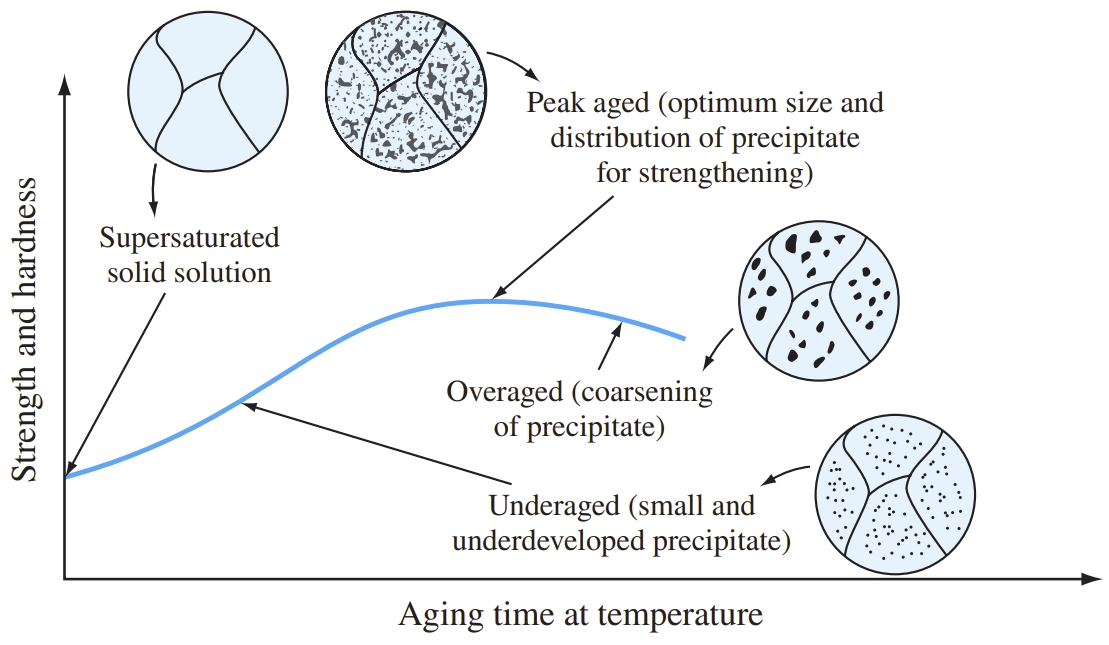 Peak aged (optimum size and
distribution of precipitate
for strengthening)
Supersaturated
solid solution
Strength and hardness
Overaged (coarsening
of precipitate)
Underaged (small and
underdeveloped precipitate)
Aging time at temperature